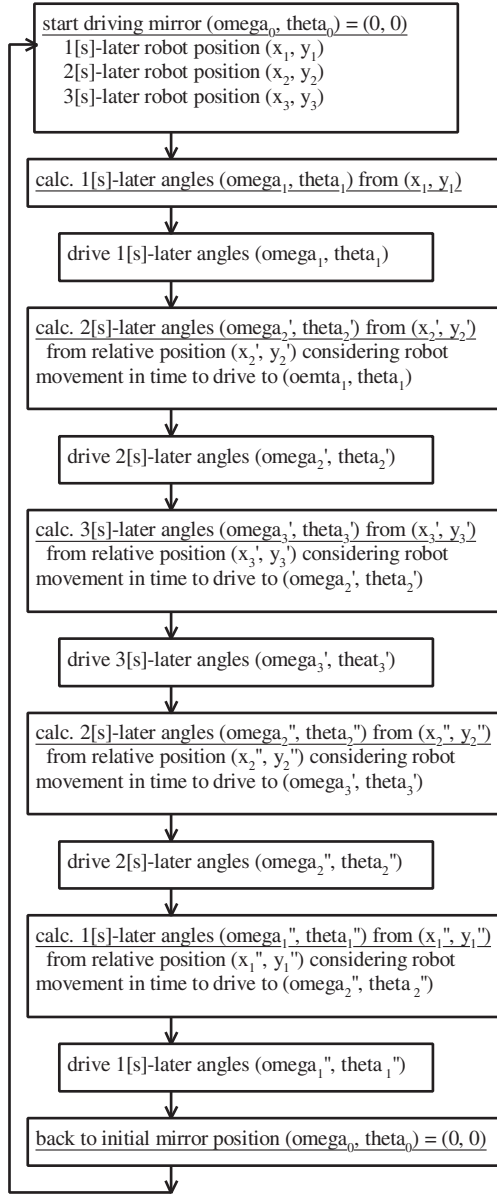 start driving mirror (omega₀, theta₀) = (0, 0)
1[s]-later robot position (x₁, y₁)
2[s]-later robot position (x₂, y₂)
3[s]-later robot position (x₃, y₃)
calc. 1[s]-later angles (omega₁, theta₁) from (x₁, y₁)
drive 1[s]-later angles (omega₁, theta₁)
calc. 2[s]-later angles (omega₂', theta₂') from (x₂', y₂')
from relative position (x₂', y₂') considering robot
movement in time to drive to (oemta₁, theta₁)
drive 2[s]-later angles (omega₂', theta₂')
calc. 3[s]-later angles (omega₃', theta₃') from (x₃', y₃')
from relative position (x₃', y₃') considering robot
movement in time to drive to (omega₂', theta₂')
drive 3[s]-later angles (omega₃', theat₃')
calc. 2[s]-later angles (omega₂", theta₂") from (x₂", y₂")
from relative position (x₂", y₂") considering robot
movement in time to drive to (omega₃', theta₃')
drive 2[s]-later angles (omega₂", theta₂")
calc. 1[s]-later angles (omega₁", theta₁") from (x₁", y₁")
from relative position (x₁", y₁") considering robot
movement in time to drive to (omega₂", theta₂")
drive 1[s]-later angles (omega₁", theta₁")
back to initial mirror position (omega₀, theta₀) = (0, 0)